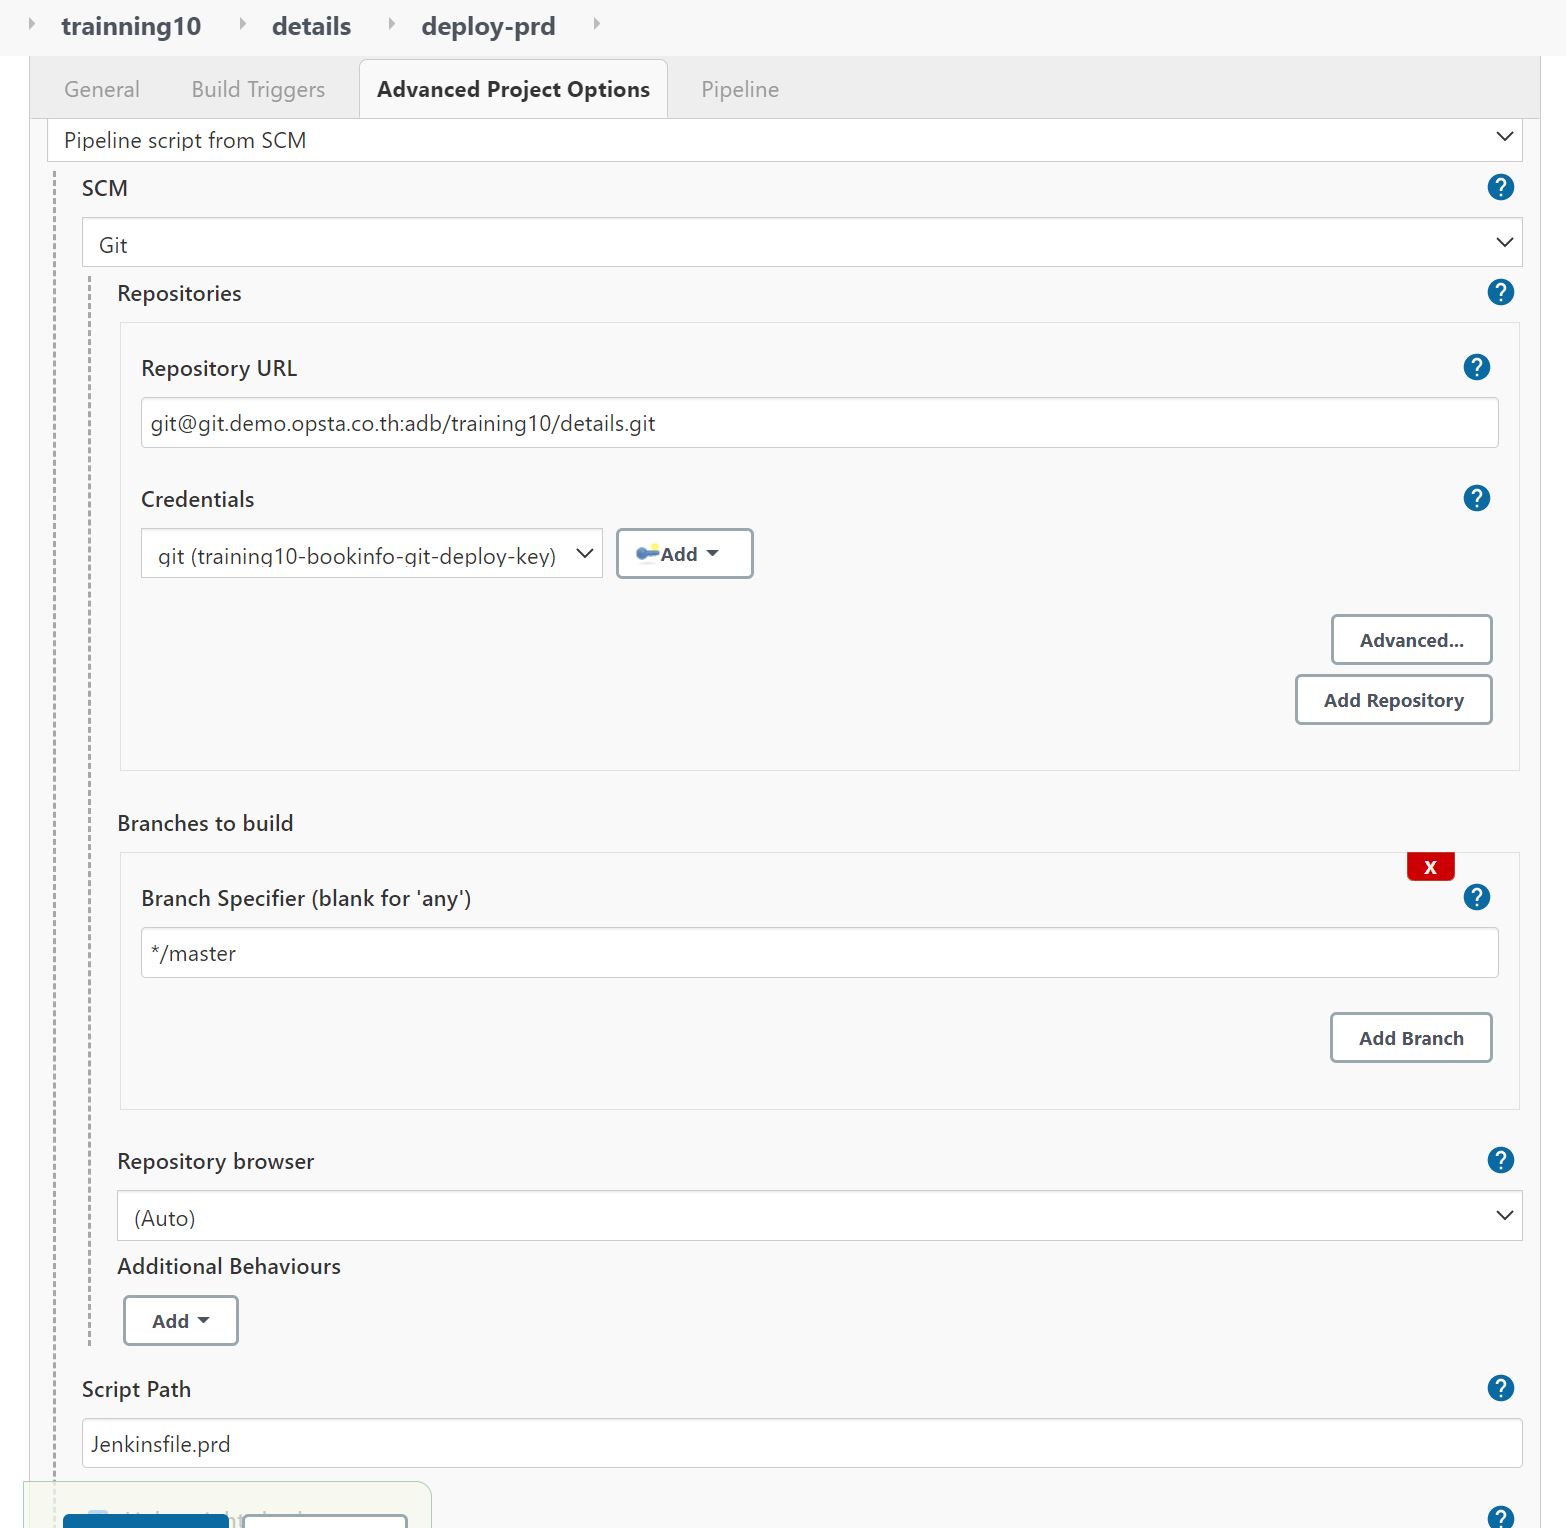 trainning10 details deploy-prd
General Build Triggers Advanced Project Options Pipeline
Pipeline script from SCM
SCM
?
Git
Repositories
?
Repository URL
?
git@git.demo.opsta.co.th:adb/training10/details.git
Credentials
?
git (training10-bookinfo-git-deploy-key)
Add
Advanced...
Add Repository
Branches to build
X
Branch Specifier (blank for 'any')
?
*/master
Add Branch
Repository browser
?
(Auto)
Additional Behaviours
Add
Script Path
?
Jenkinsfile.prd
?